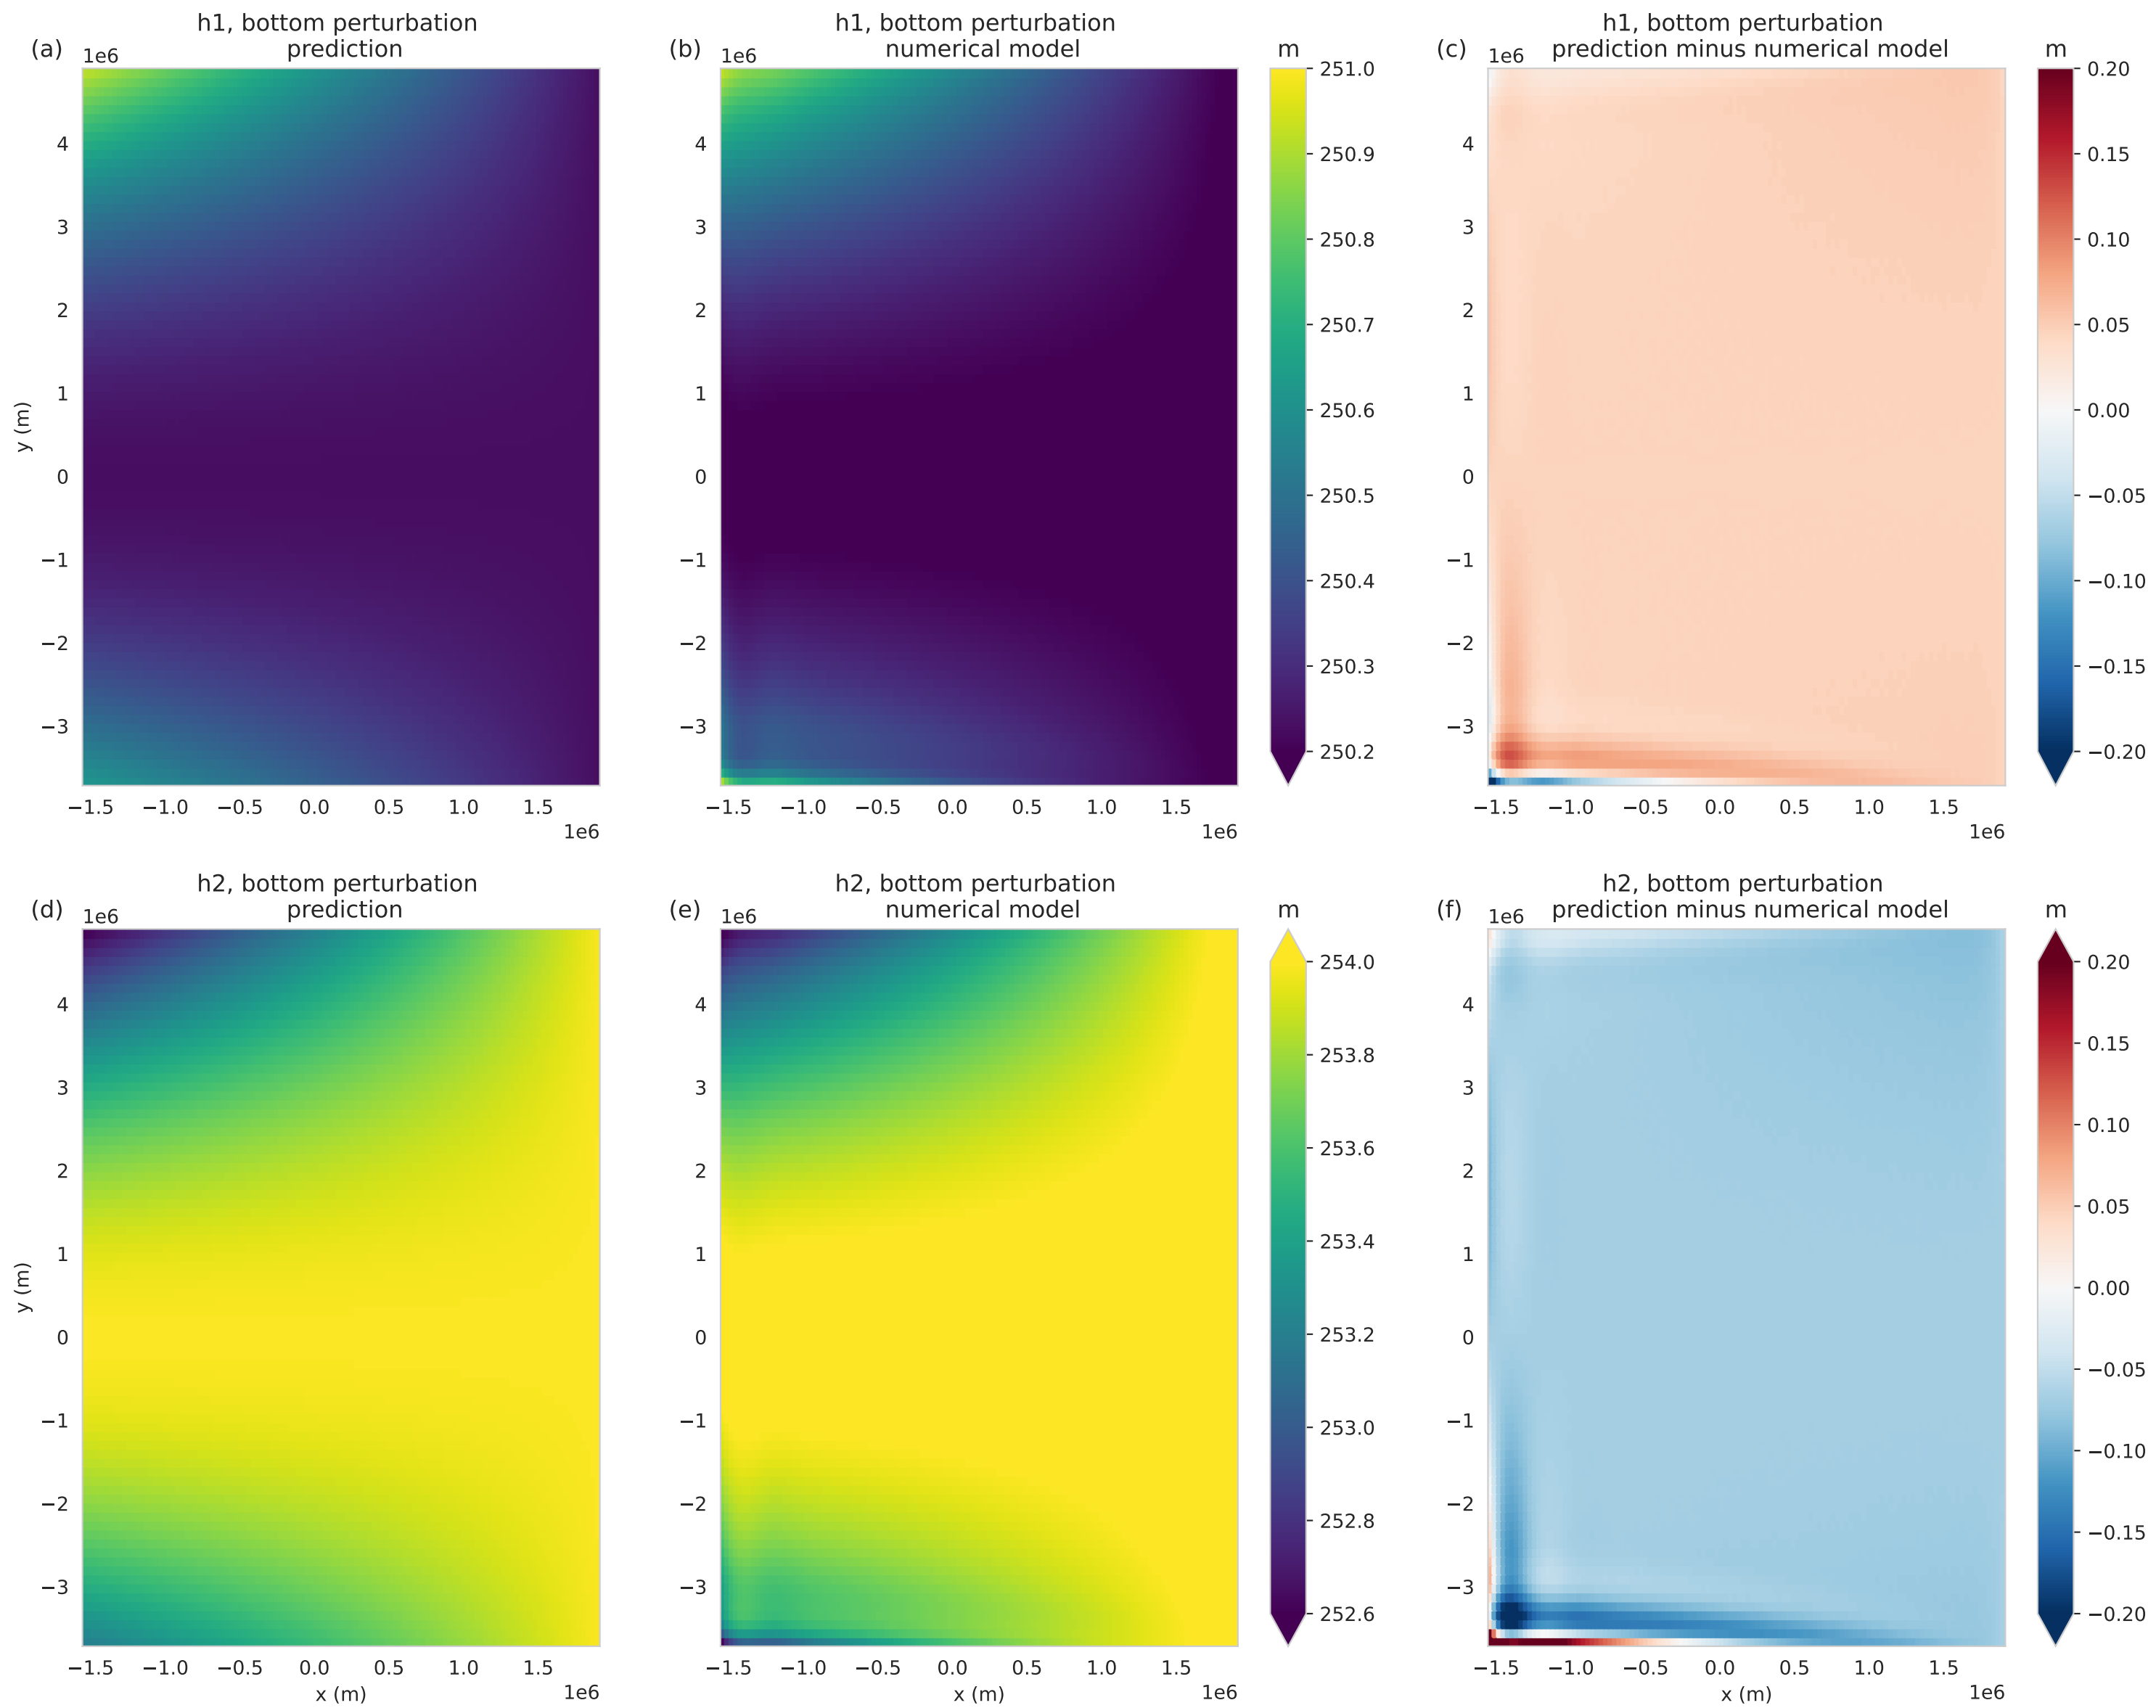 h1, bottom perturbation
prediction
(a)
1e6
4
3
2
1
0
−1
−2
−3
y (m)
−1.5 −1.0 −0.5 0.0 0.5 1.0 1.5
1e6
h1, bottom perturbation
numerical model
(b)
1e6
4
3
2
1
0
−1
−2
−3
−1.5 −1.0 −0.5 0.0 0.5 1.0 1.5
1e6
m
251.0
250.9
250.8
250.7
250.6
250.5
250.4
250.3
250.2
h1, bottom perturbation
prediction minus numerical model
(c)
1e6
4
3
2
1
0
−1
−2
−3
−1.5 −1.0 −0.5 0.0 0.5 1.0 1.5
1e6
m
0.20
0.15
0.10
0.05
0.00
−0.05
−0.10
−0.15
−0.20
h2, bottom perturbation
prediction
(d)
1e6
4
3
2
1
0
−1
−2
−3
y (m)
−1.5 −1.0 −0.5 0.0 0.5 1.0 1.5
x (m)
1e6
h2, bottom perturbation
numerical model
(e)
1e6
4
3
2
1
0
−1
−2
−3
−1.5 −1.0 −0.5 0.0 0.5 1.0 1.5
x (m)
1e6
m
254.0
253.8
253.6
253.4
253.2
253.0
252.8
252.6
h2, bottom perturbation
prediction minus numerical model
(f)
1e6
4
3
2
1
0
−1
−2
−3
−1.5 −1.0 −0.5 0.0 0.5 1.0 1.5
x (m)
1e6
m
0.20
0.15
0.10
0.05
0.00
−0.05
−0.10
−0.15
−0.20